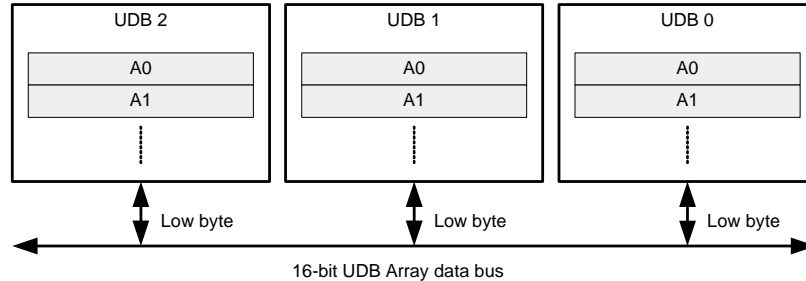 UDB 2 UDB 1 UDB 0
A0 A0 A0
A1 A1 A1
Low byte Low byte Low byte
16-bit UDB Array data bus